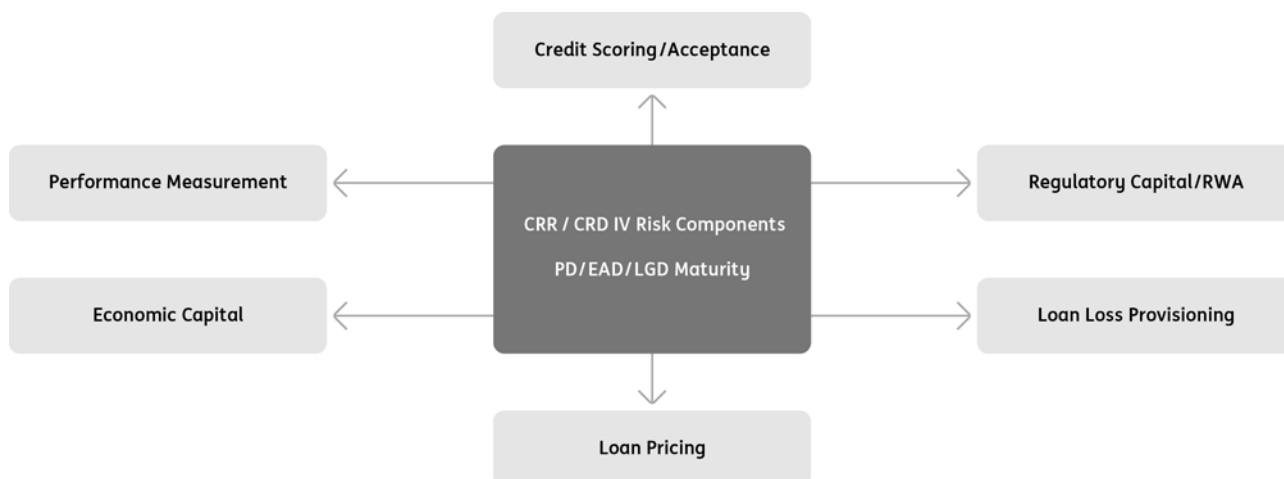 Credit Scoring/Acceptance
Performance Measurement
Regulatory Capital/RWA
CRR / CRD IV Risk Components
PD/EAD/LGD Maturity
Economic Capital
Loan Loss Provisioning
Loan Pricing